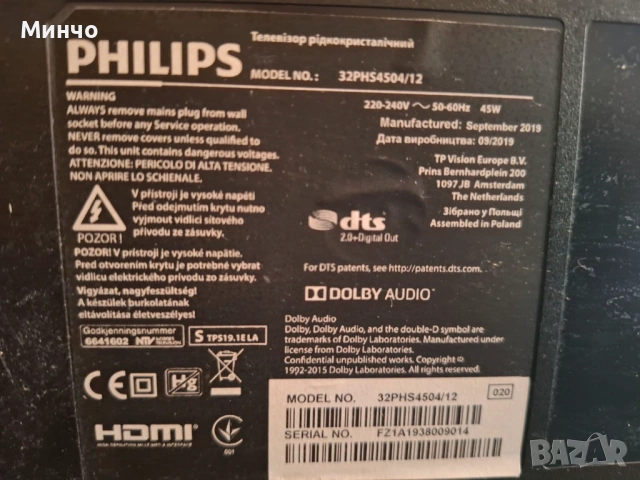 Минчо
PHILIPS
Телевізор рідкокристалічний
MODEL NO.: 32PHS4504/12
WARNING
ALWAYS remove mains plug from wall
socket before any Service operation.
NEVER remove covers unless qualified to
do so. This unit contains dangerous voltages.
ATTENZIONE: PERICOLO DI ALTA TENSIONE.
NON APRIRE LO SCHIENALE.
220-240V ~ 50-60Hz 45W
Manufactured: September 2019
Дата виробництва: 09/2019
TP Vision Europe B.V.
Prins Bernhardplein 200
1097JB Amsterdam
The Netherlands
Зібрано у Польщі
Assembled in Poland
V přístroji je vysoké napětí
Před odejmutím krytu nutno
vyjmout vidlici síťového
přívodu ze zásuvky.
POZOR!
POZOR! V prístroji je vysoké napätie.
Pred otvorením krytu je potrebné vybrat
vidlicu elektrického prívodu zo zásuvky.
Vigyázat, nagyfeszültség!
A készülek burkolatának
eltávolítása életveszélyes!
dts
2.0+Digital Out
For DTS patents, see http://patents.dts.com.
DOLBY AUDIO
Godkjenningsnummer
6641602 NTV
S TPS19.1E LA
Dolby Audio
Dolby, Dolby Audio, and the double-D symbol are
trademarks of Dolby Laboratories. Manufactured under
license from Dolby Laboratories.
Confidential unpublished works. Copyright ©
1992-2015 Dolby Laboratories. All rights reserved.
CE
Hg
HDMI
001
MODEL NO. 32PHS4504/12
020
SERIAL NO. FZ1A1938009014
BAZAR